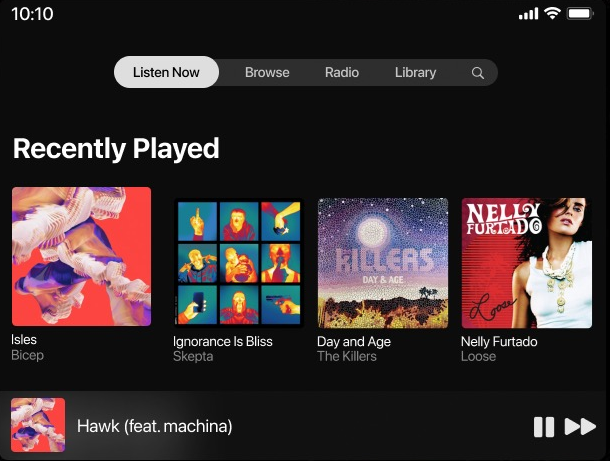 10:10
Listen Now
Browse
Radio
Library
Recently Played
KiLLERS
DAY & AGE
NELLY
FURTADO
Loose
Isles
Bicep
Ignorance Is Bliss
Skepta
Day and Age
The Killers
Nelly Furtado
Loose
Hawk (feat. machina)